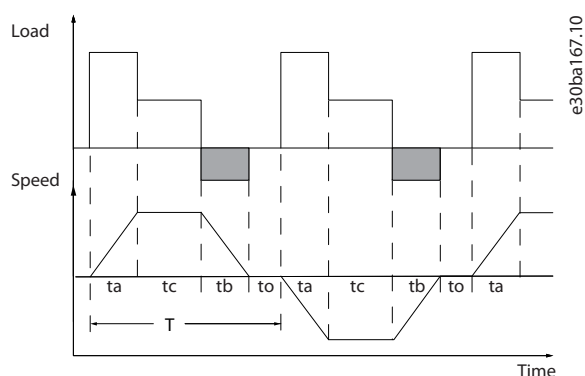 Load
e30ba167.10
Speed
ta tc tb to ta tc tb to ta
T
Time